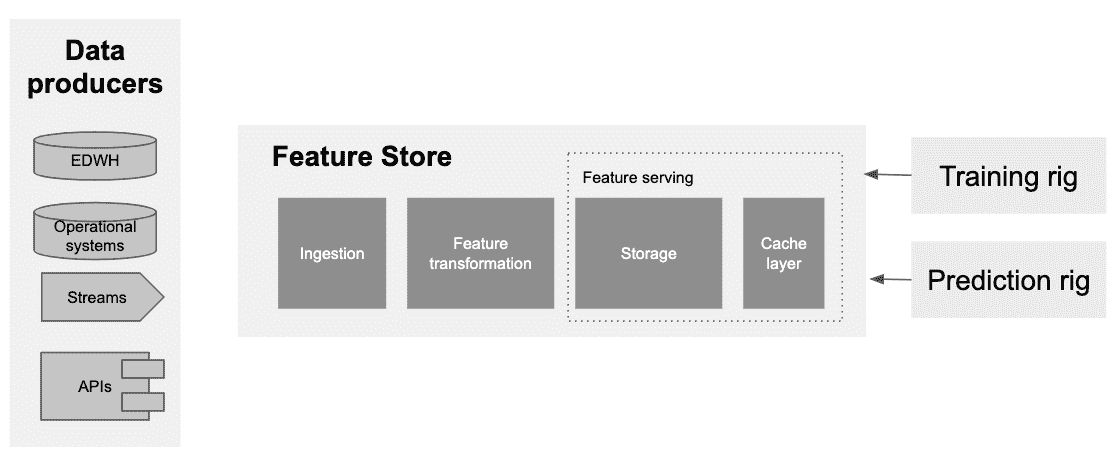 Data
producers
EDWH
Operational
systems
Streams
APIs
Feature Store
Feature serving
Ingestion
Feature
transformation
Storage
Cache
layer
Training rig
Prediction rig